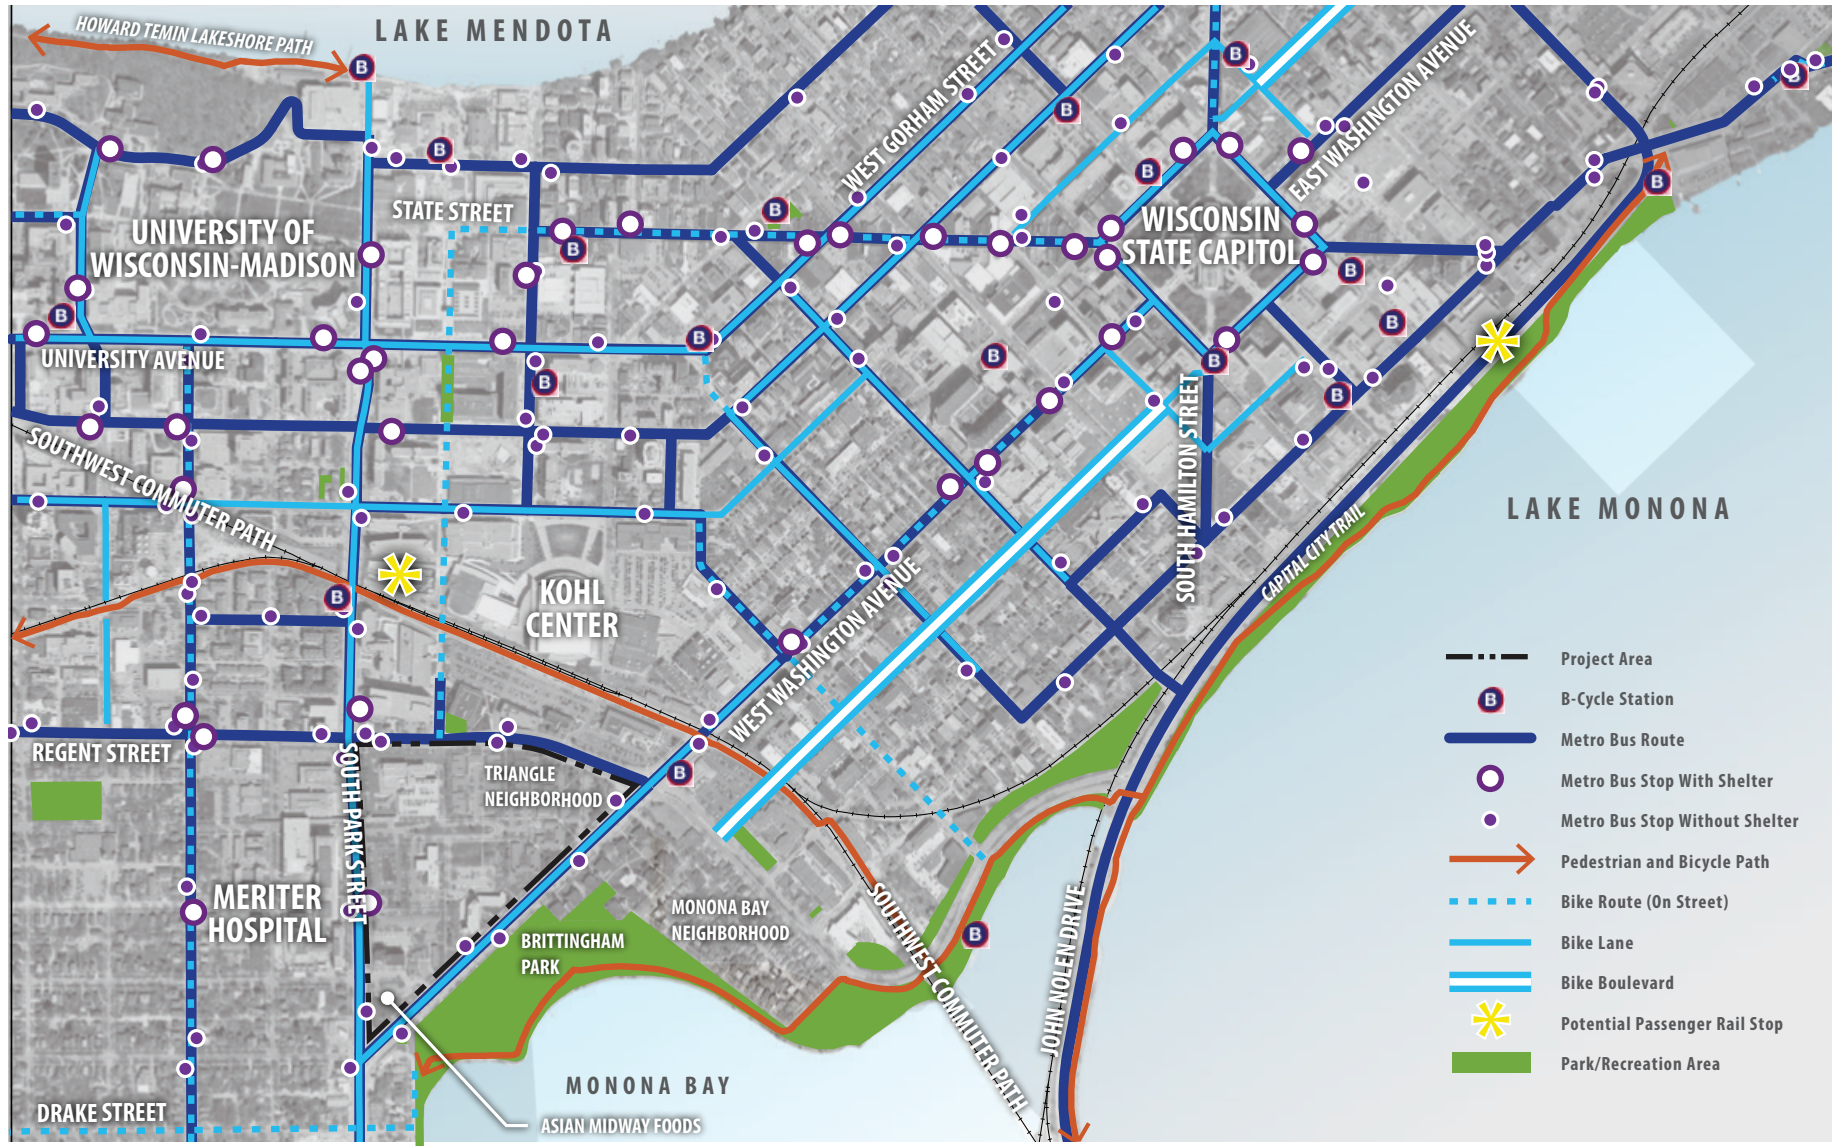 HOWARD TEMIN LAKESHORE PATH
LAKE MENDOTA
B
B
B
B
STATE STREET
WEST GORHAM STREET
EAST WASHINGTON AVENUE
UNIVERSITY OF
WISCONSIN-MADISON
WISCONSIN
STATE CAPITOL
B
B
B
B
B
B
B
UNIVERSITY AVENUE
B
B
B
B
B
B
SOUTHWEST COMMUTER PATH
SOUTH HAMILTON STREET
LAKE MONONA
CAPITAL CITY TRAIL
KOHL
CENTER
B
WEST WASHINGTON AVENUE
REGENT STREET
SOUTH PARK STREET
TRIANGLE
NEIGHBORHOOD
B
MERITER
HOSPITAL
BRITTINGHAM
PARK
MONONA BAY
NEIGHBORHOOD
B
SOUTHWEST COMMUTER PATH
JOHN NOLEN DRIVE
MONONA BAY
DRAKE STREET
ASIAN MIDWAY FOODS
Project Area
B
B-Cycle Station
Metro Bus Route
Metro Bus Stop With Shelter
Metro Bus Stop Without Shelter
Pedestrian and Bicycle Path
Bike Route (On Street)
Bike Lane
Bike Boulevard
Potential Passenger Rail Stop
Park/Recreation Area